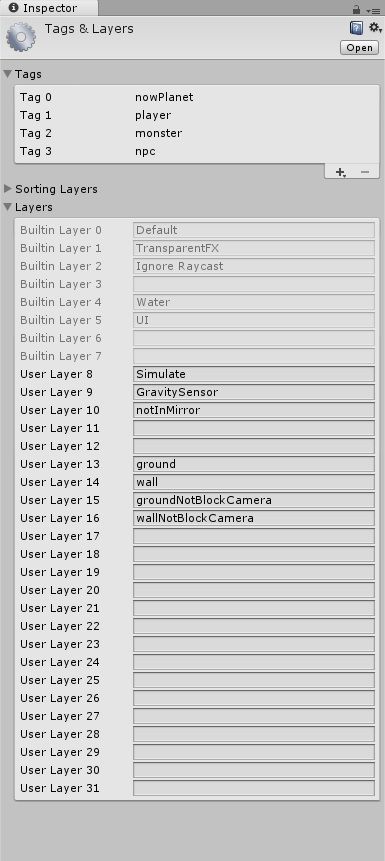 Inspector
Tags & Layers
Open
Tags
Tag 0 nowPlanet
Tag 1 player
Tag 2 monster
Tag 3 npc
Sorting Layers
Layers
Builtin Layer 0 Default
Builtin Layer 1 TransparentFX
Builtin Layer 2 Ignore Raycast
Builtin Layer 3
Builtin Layer 4 Water
Builtin Layer 5 UI
Builtin Layer 6
Builtin Layer 7
User Layer 8 Simulate
User Layer 9 GravitySensor
User Layer 10 notInMirror
User Layer 11
User Layer 12
User Layer 13 ground
User Layer 14 wall
User Layer 15 groundNotBlockCamera
User Layer 16 wallNotBlockCamera
User Layer 17
User Layer 18
User Layer 19
User Layer 20
User Layer 21
User Layer 22
User Layer 23
User Layer 24
User Layer 25
User Layer 26
User Layer 27
User Layer 28
User Layer 29
User Layer 30
User Layer 31